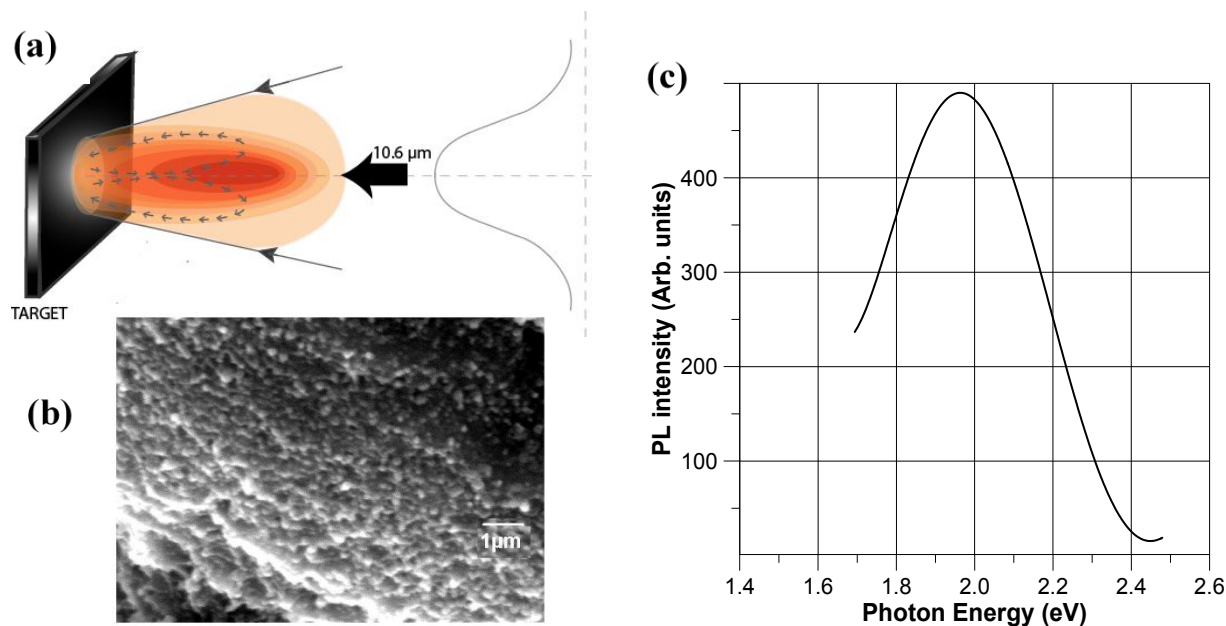 (a)
10.6 µm
TARGET
(b)
1µm
(c)
PL intensity (Arb. units)
400
300
200
100
1.4 1.6 1.8 2.0 2.2 2.4 2.6
Photon Energy (eV)